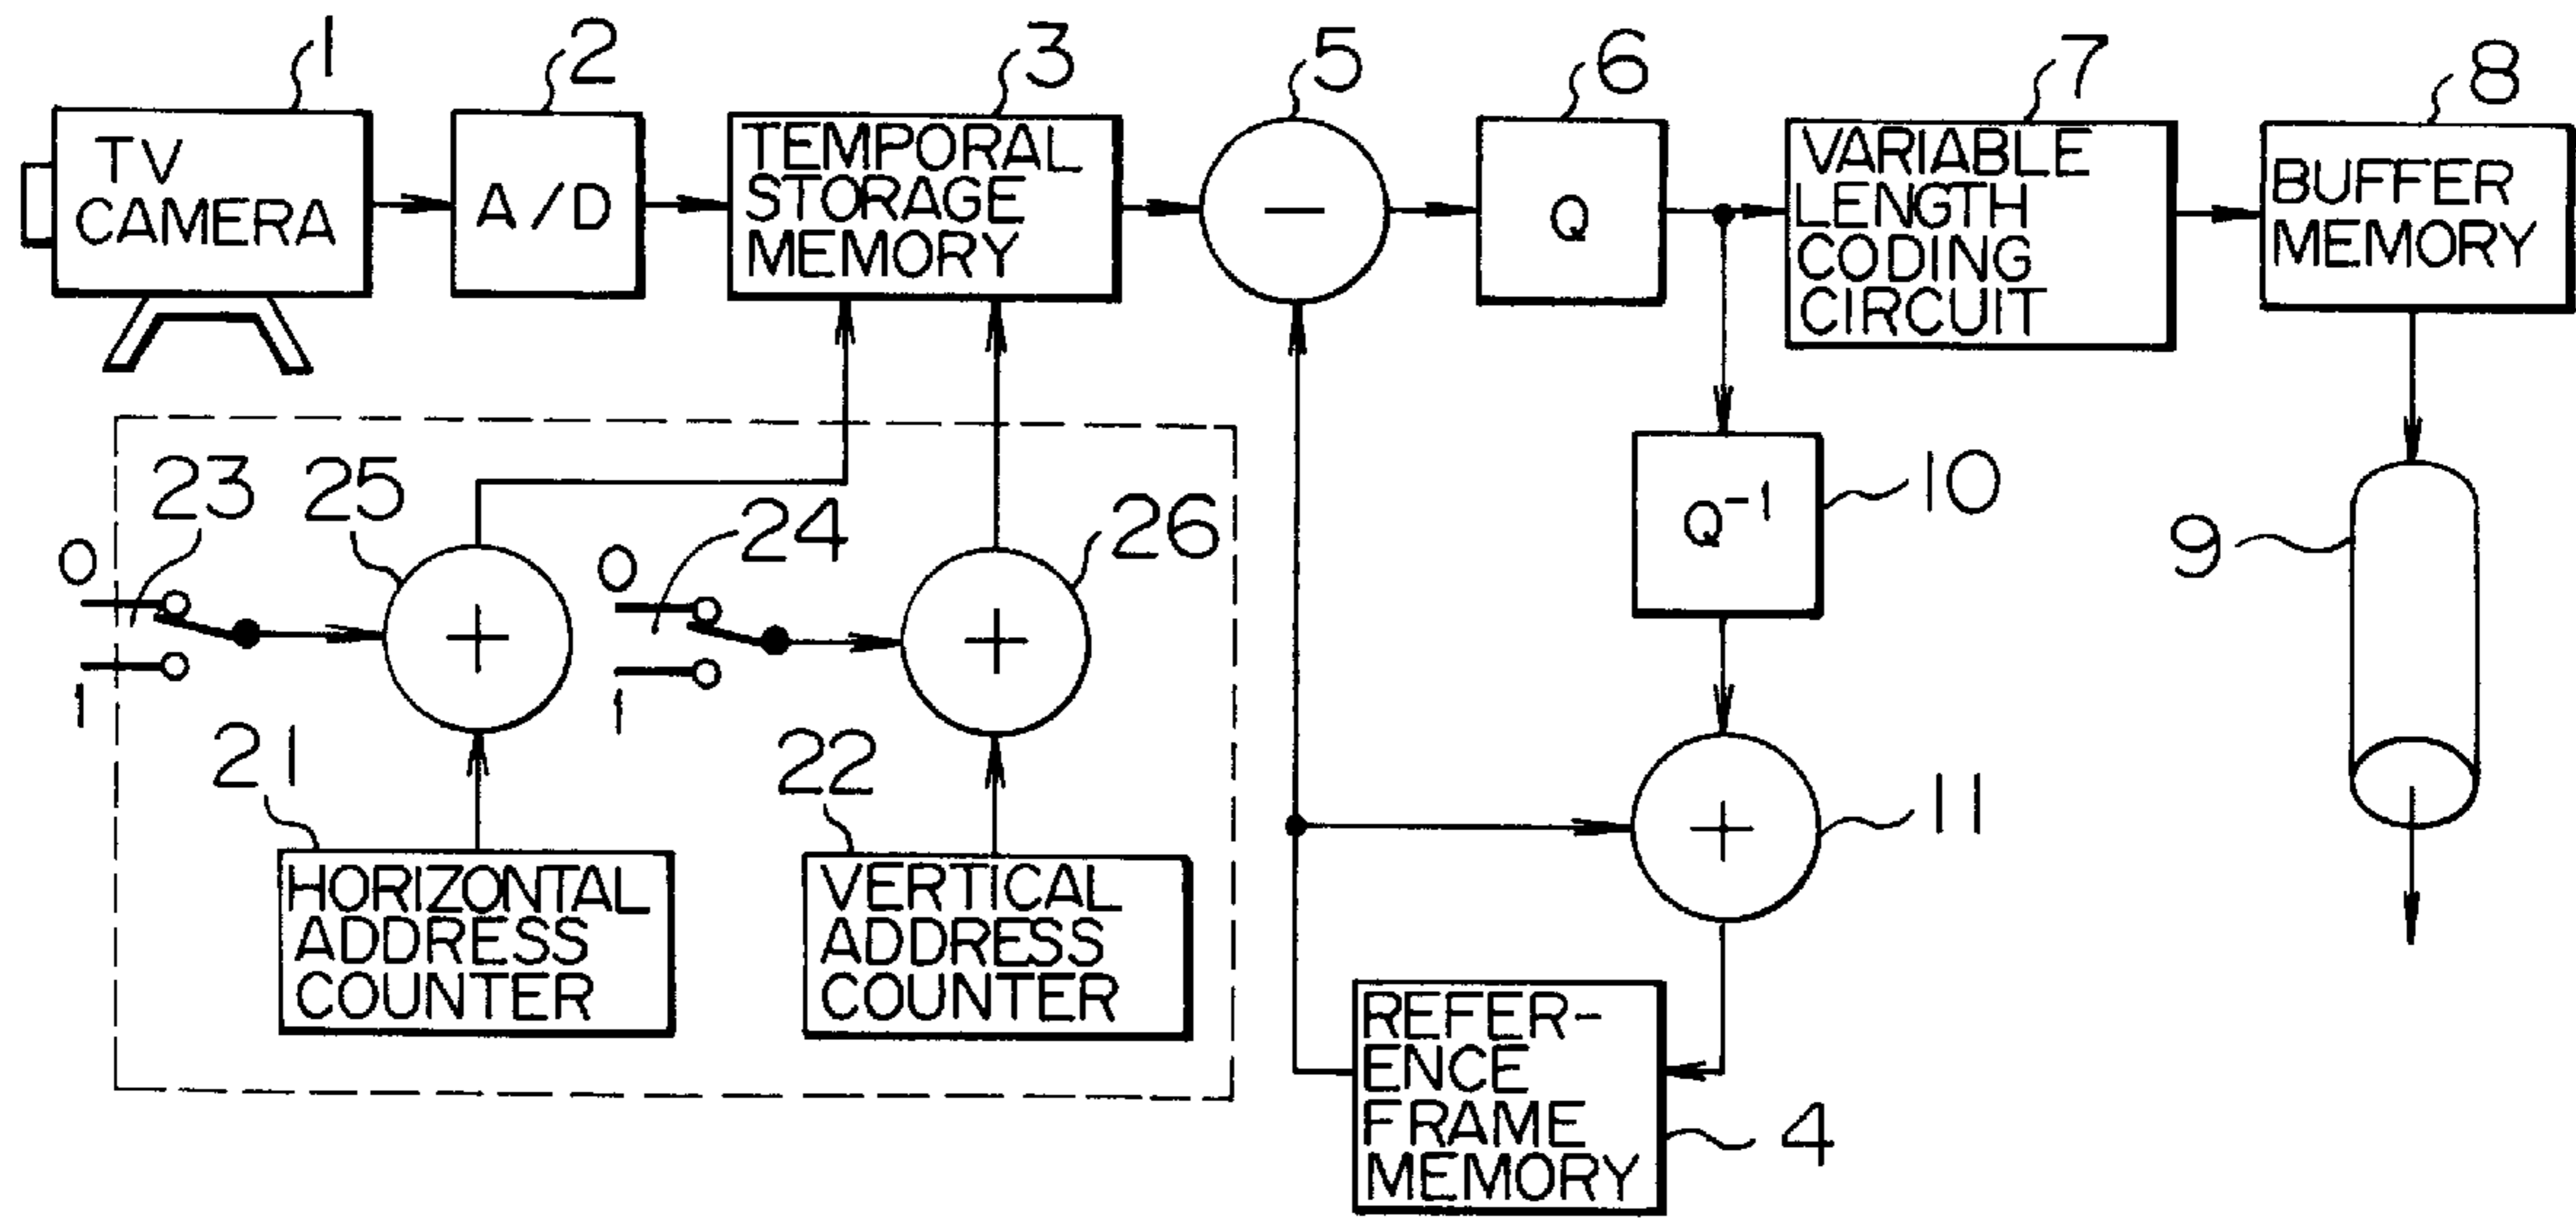 1
2
3
5
6
7
8
TV
CAMERA
A/D
TEMPORAL
STORAGE
MEMORY
−
Q
VARIABLE
LENGTH
CODING
CIRCUIT
BUFFER
MEMORY
23
25
24
26
0
1
0
1
+
+
Q⁻¹
10
9
21
22
HORIZONTAL
ADDRESS
COUNTER
VERTICAL
ADDRESS
COUNTER
+
11
REFER-
ENCE
FRAME
MEMORY
4